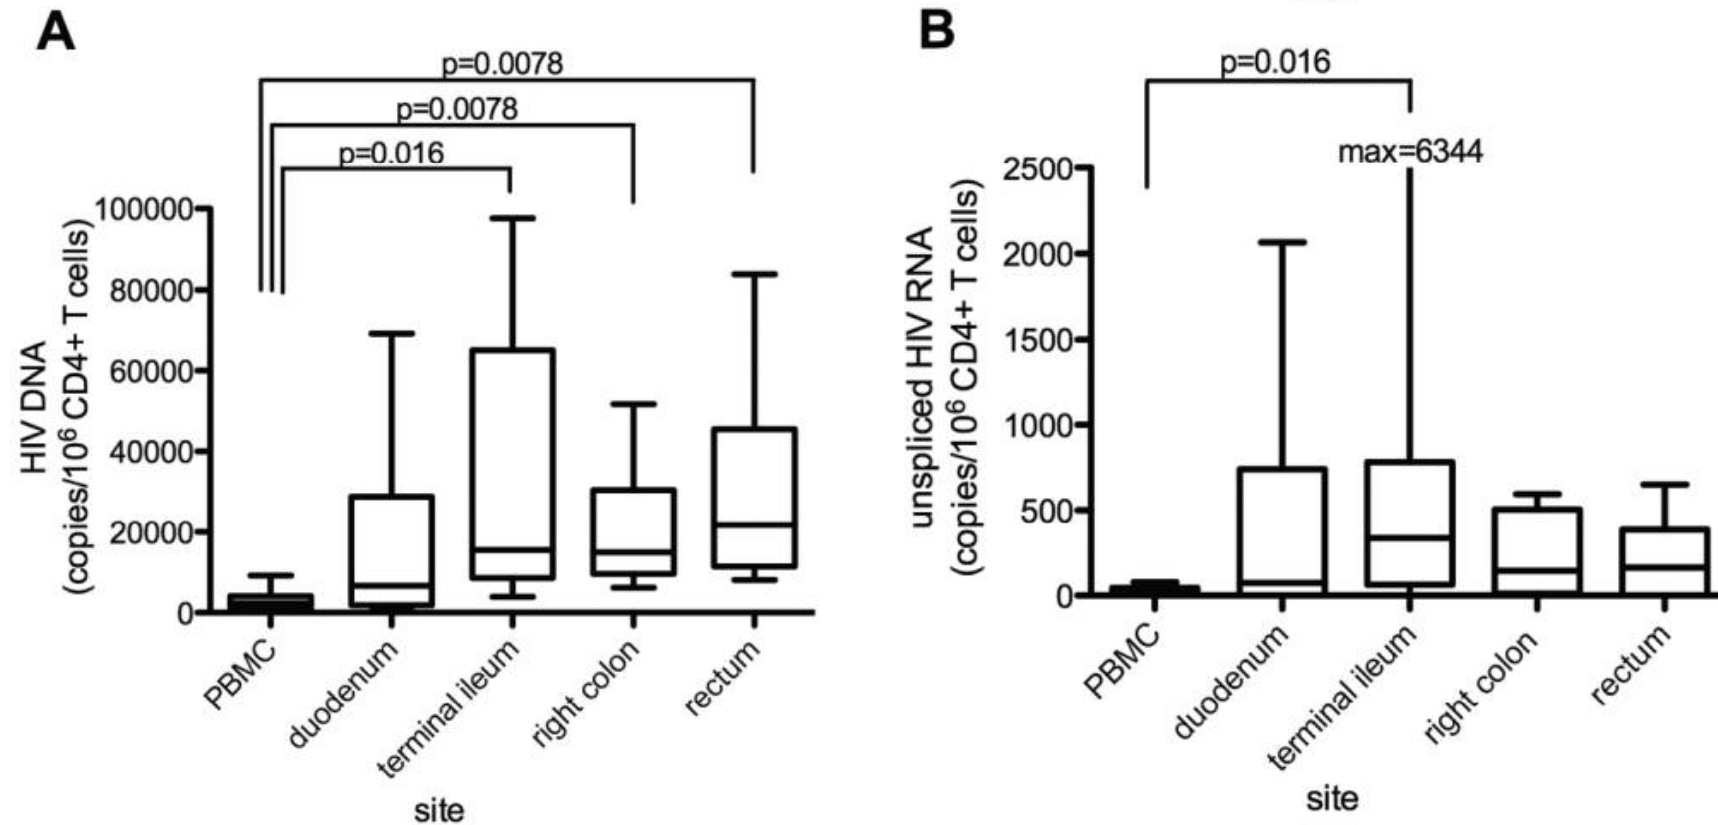 A
p=0.0078
p=0.0078
p=0.016
HIV DNA
(copies/10⁶ CD4+ T cells)
100000
80000
60000
40000
20000
0
PBMC
duodenum
terminal ileum
right colon
rectum
site
B
p=0.016
max=6344
unspliced HIV RNA
(copies/10⁶ CD4+ T cells)
2500
2000
1500
1000
500
0
PBMC
duodenum
terminal ileum
right colon
rectum
site